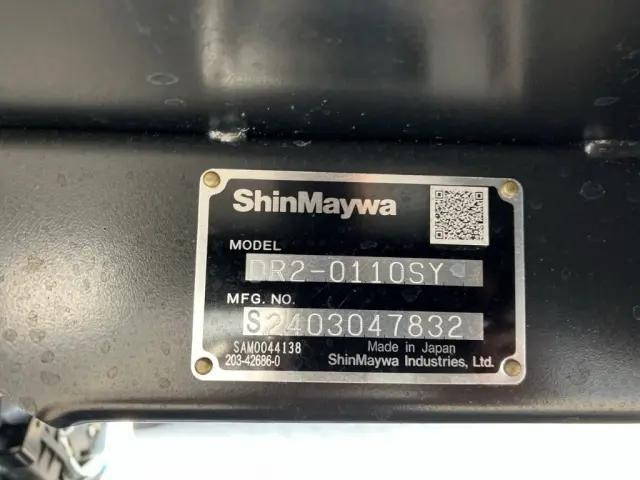 ShinMaywa
MODEL
DR2-0110SY
MFG. NO.
S2403047832
SAM0044138
203-42686-0
Made in Japan
ShinMaywa Industries, Ltd.